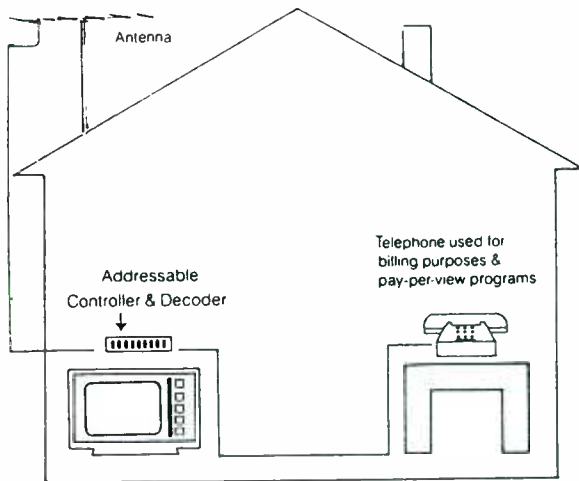 Antenna
Telephone used for
billing purposes &
pay-per-view programs
Addressable
Controller & Decoder